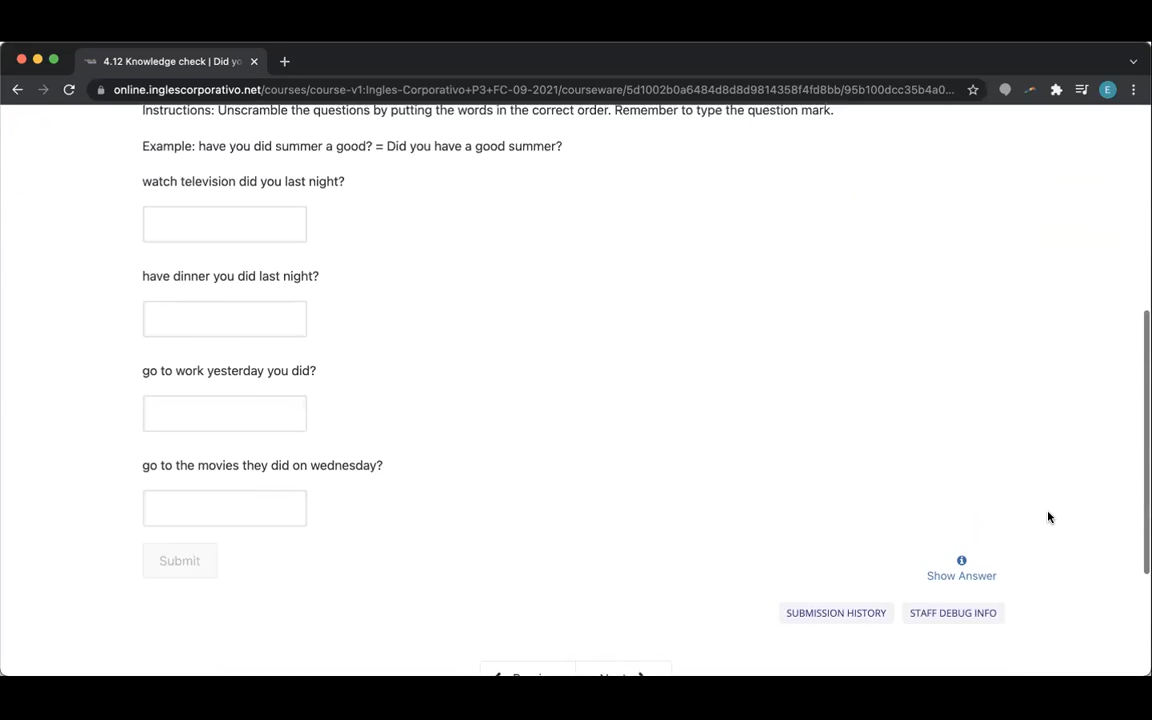 4.12 Knowledge check | Did yo
online.inglescorporativo.net/courses/course-v1:Ingles-Corporativo+P3+FC-09-2021/courseware/5d1002b0a6484d8d8d9814358f4fd8bb/95b100dcc35b4a0...
E
Instructions: Unscramble the questions by putting the words in the correct order. Remember to type the question mark.
Example: have you did summer a good? = Did you have a good summer?
watch television did you last night?
have dinner you did last night?
go to work yesterday you did?
go to the movies they did on wednesday?
Submit
Show Answer
SUBMISSION HISTORY STAFF DEBUG INFO